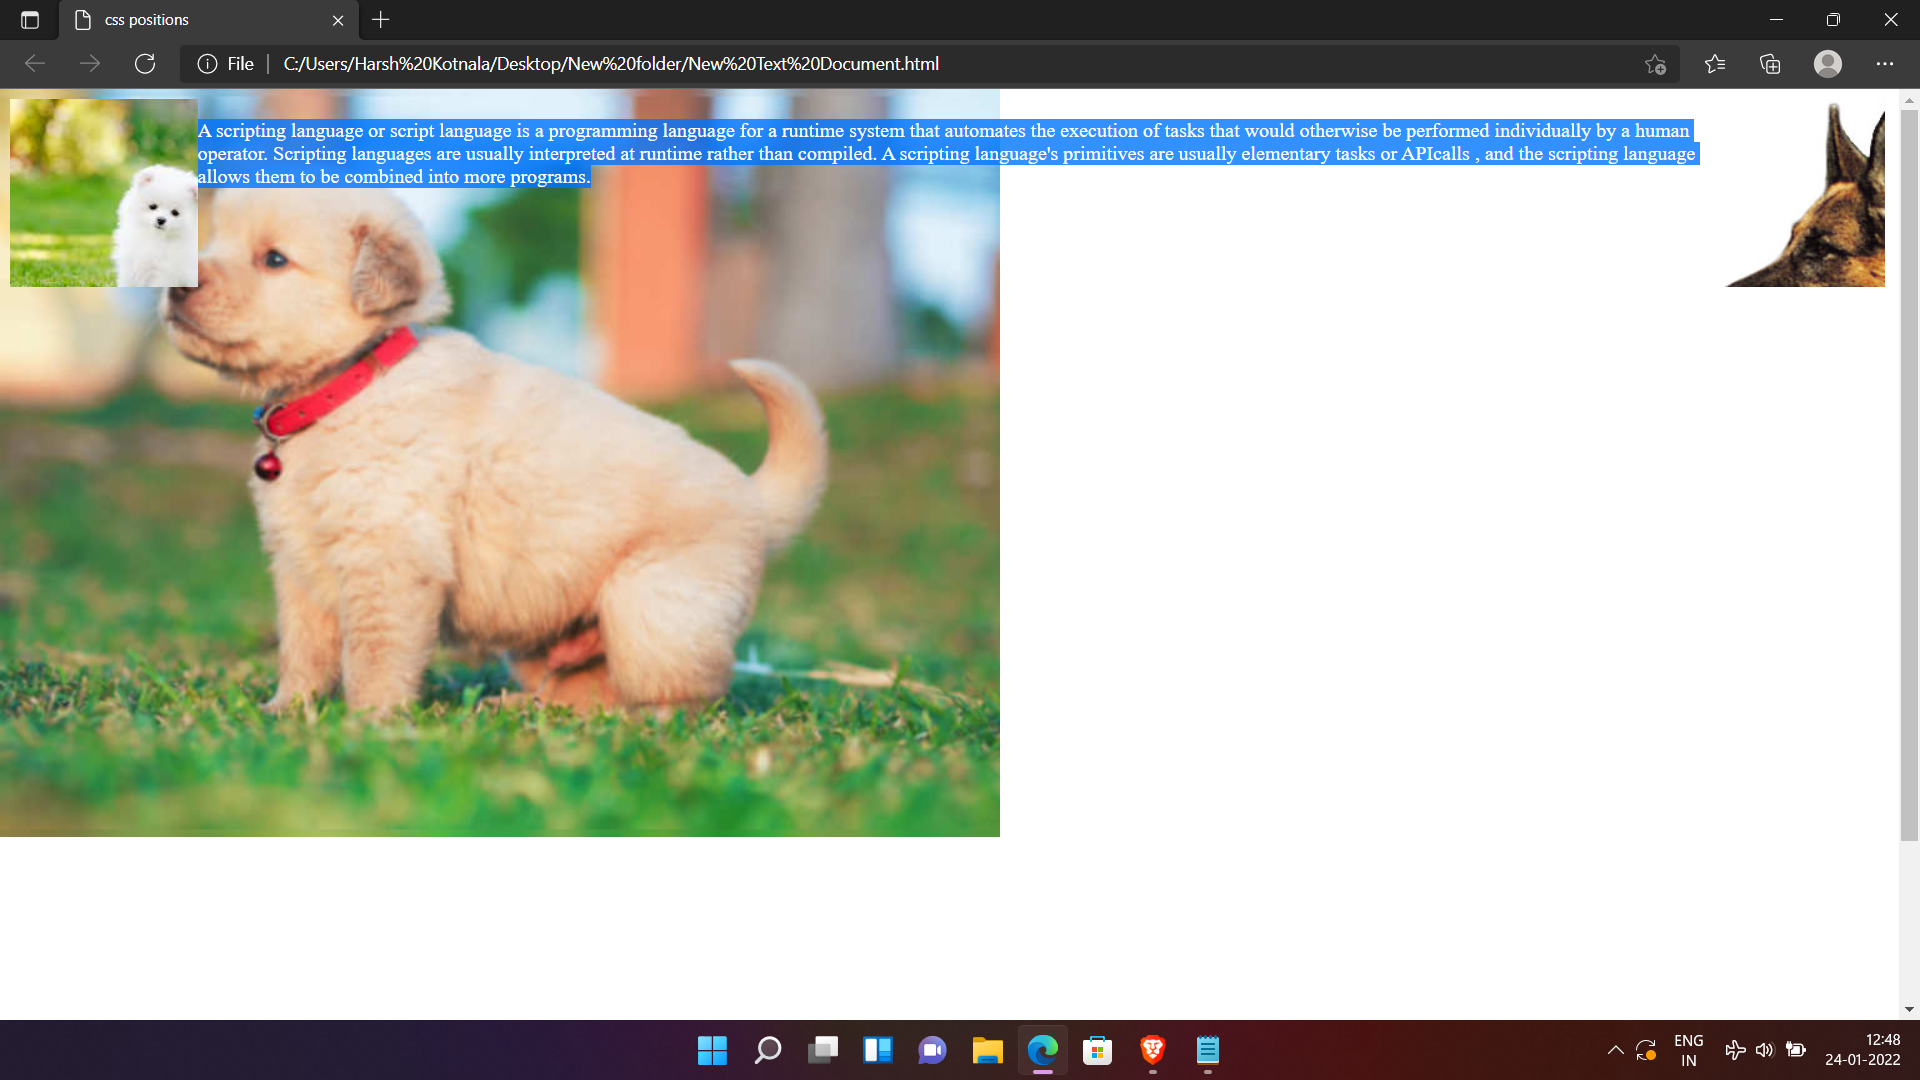 css positions
File
C:/Users/Harsh%20Kotnala/Desktop/New%20folder/New%20Text%20Document.html
A scripting language or script language is a programming language for a runtime system that automates the execution of tasks that would otherwise be performed individually by a human
operator. Scripting languages are usually interpreted at runtime rather than compiled. A scripting language's primitives are usually elementary tasks or APIcalls , and the scripting language
allows them to be combined into more programs.
ENG
IN
12:48
24-01-2022